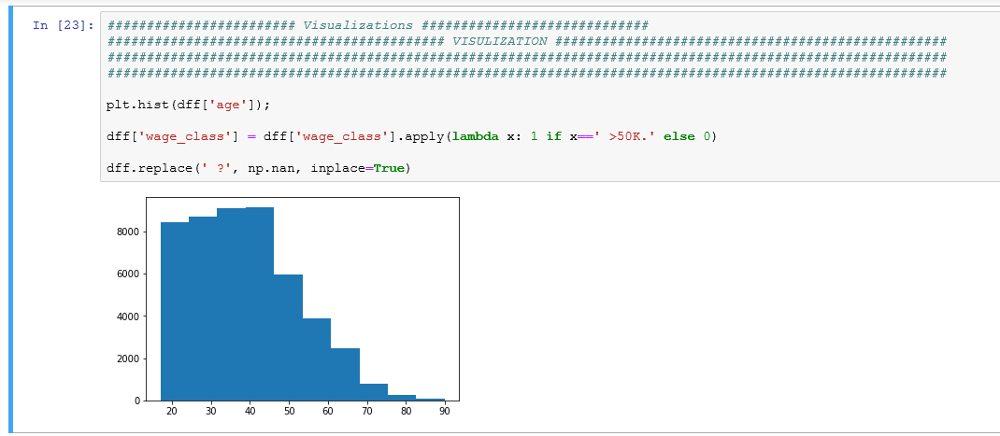 In [23]:
######################## Visualizations #############################
########################################### VISULIZATION ##################################################
###########################################################################################################
###########################################################################################################
plt.hist(dff['age']);
dff['wage_class'] = dff['wage_class'].apply(lambda x: 1 if x==' >50K.' else 0)
dff.replace(' ?', np.nan, inplace=True)
8000
6000
4000
2000
0
20 30 40 50 60 70 80 90